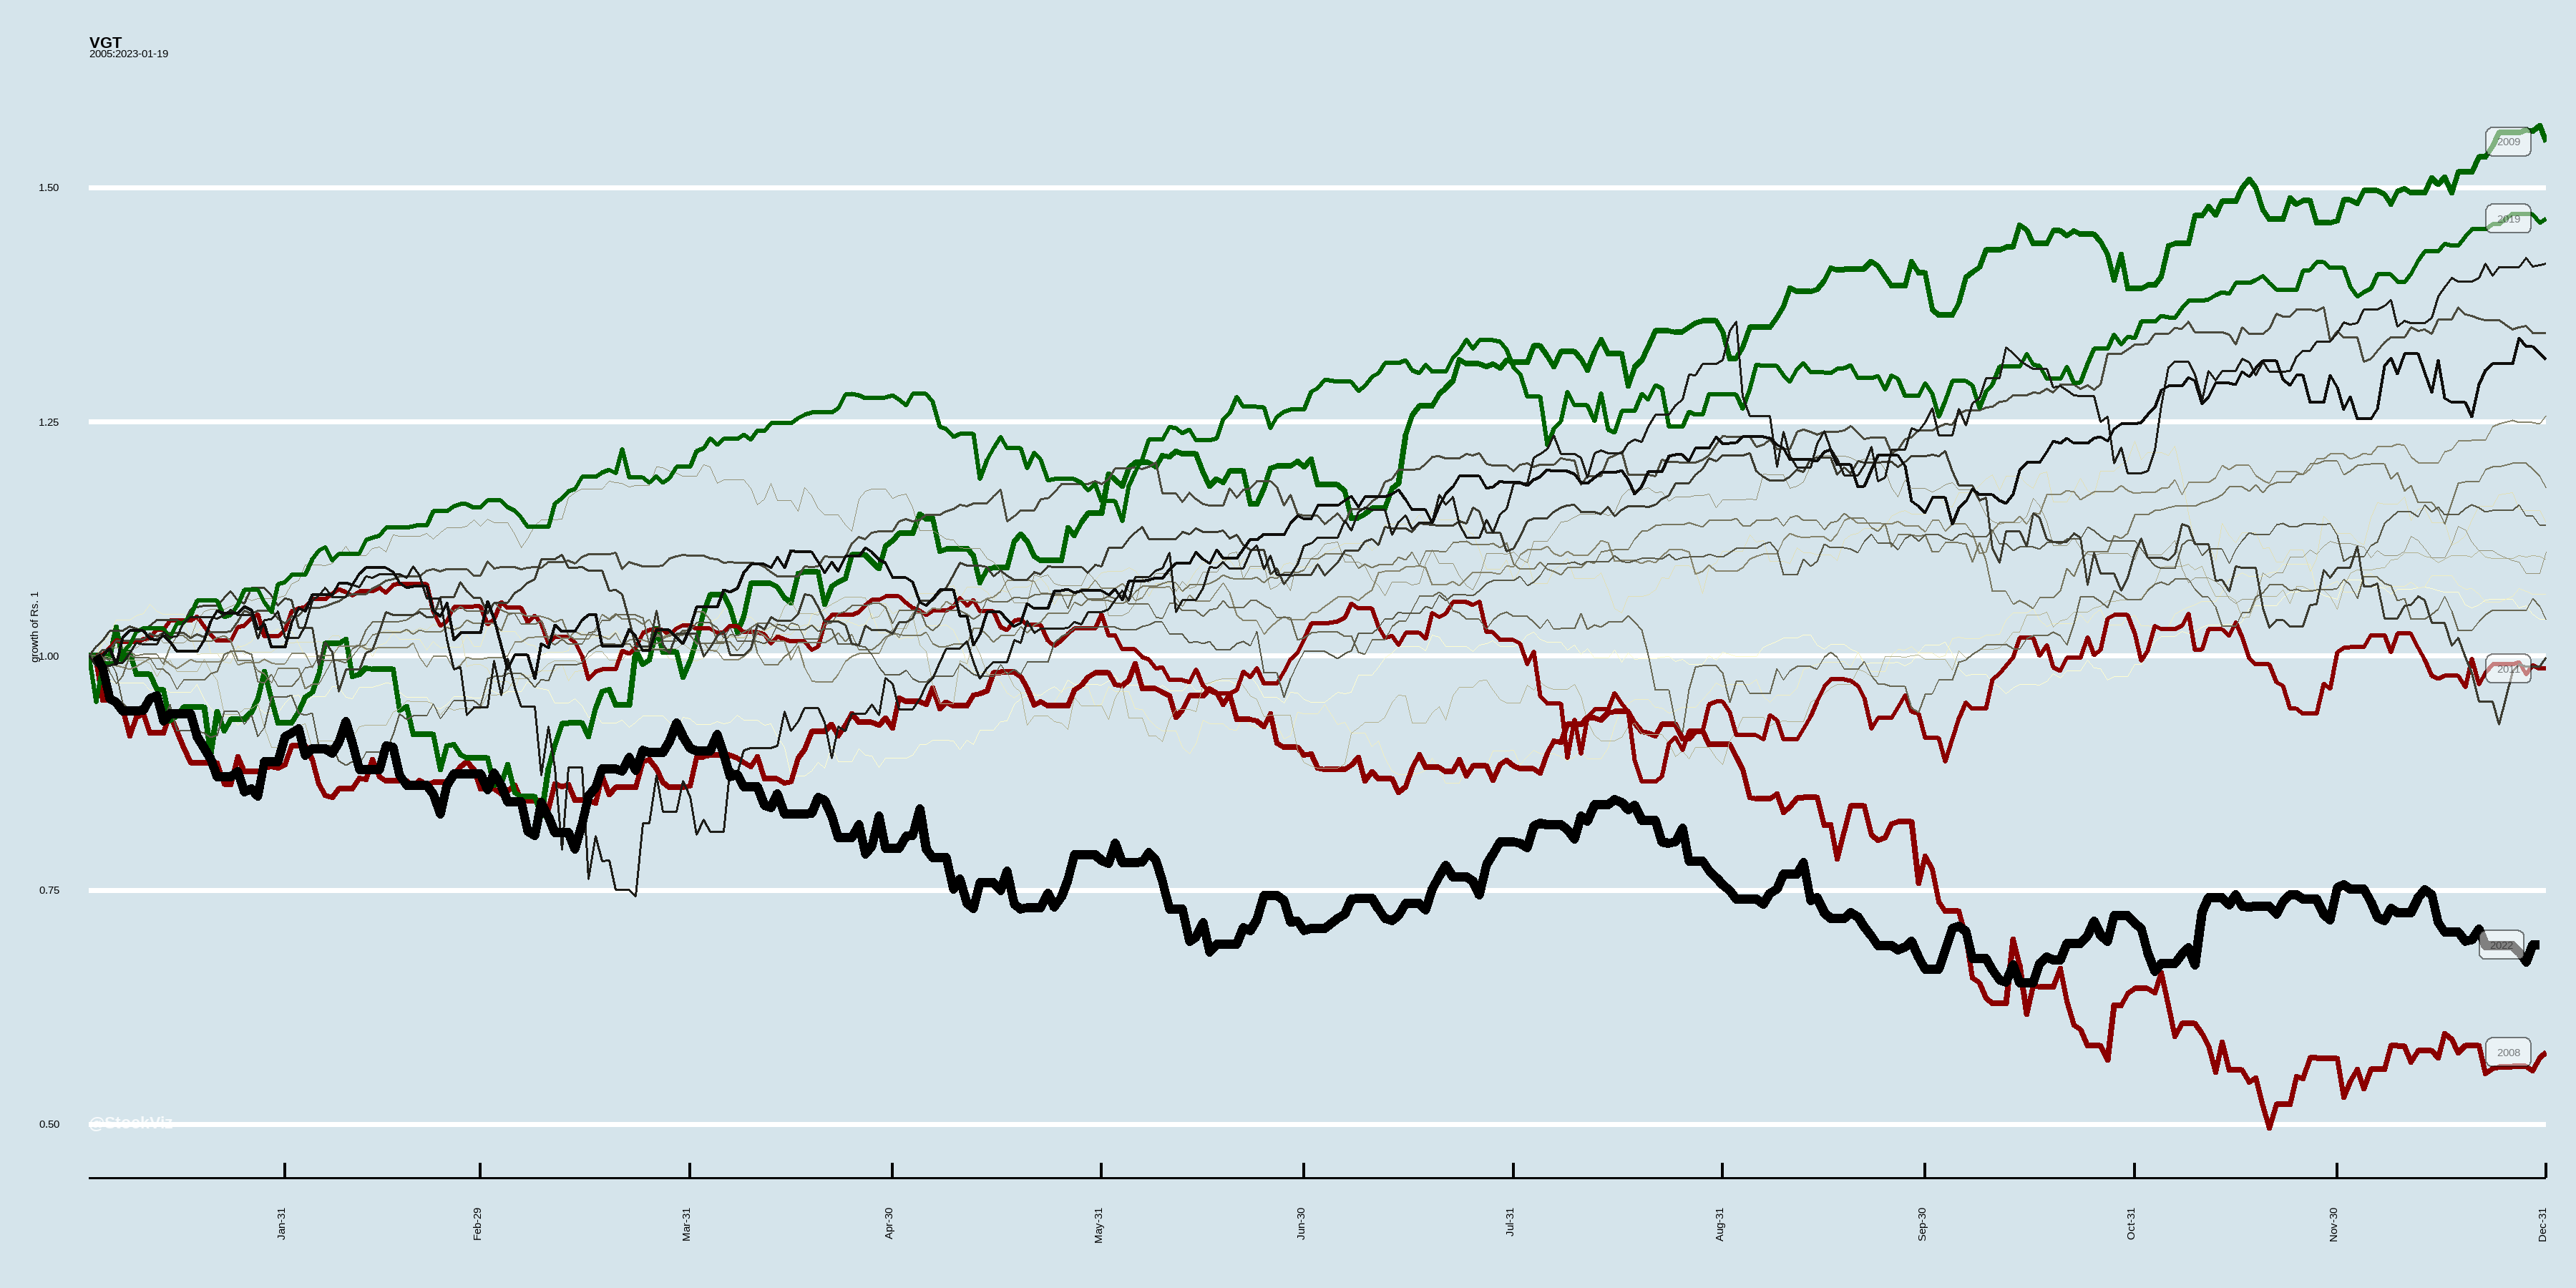 VGT
2005:2023-01-19
growth of Rs. 1
1.50
1.25
1.00
0.75
0.50
2009
2019
2011
2022
2008
@StockViz
Jan-31
Feb-29
Mar-31
Apr-30
May-31
Jun-30
Jul-31
Aug-31
Sep-30
Oct-31
Nov-30
Dec-31